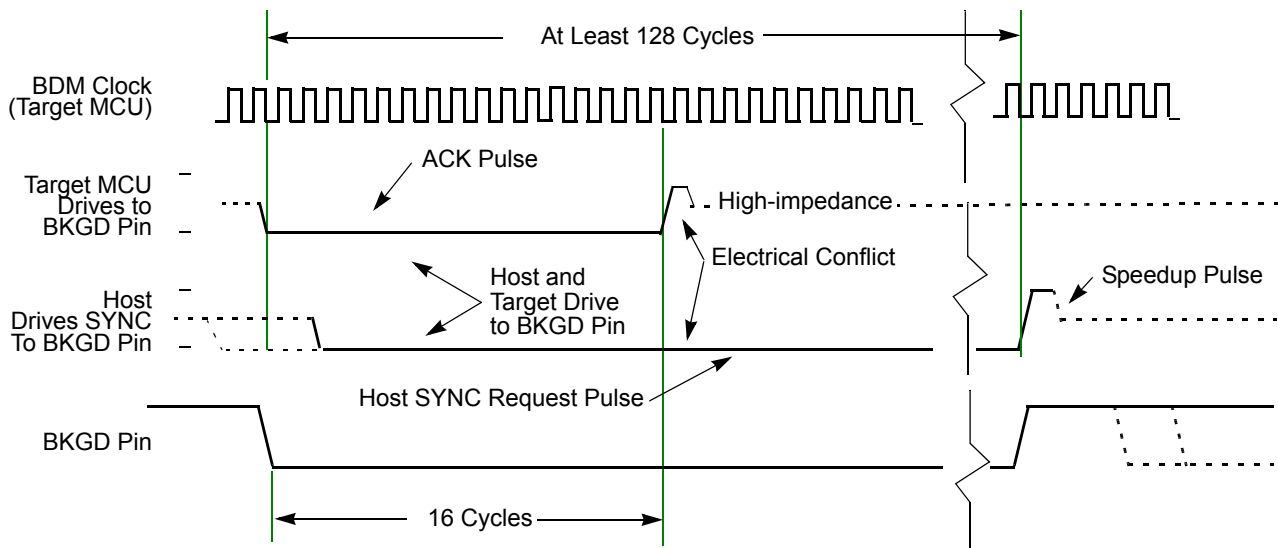 At Least 128 Cycles
BDM Clock
(Target MCU)
ACK Pulse
Target MCU
Drives to
BKGD Pin
High-impedance
Electrical Conflict
Host and
Target Drive
to BKGD Pin
Speedup Pulse
Host
Drives SYNC
To BKGD Pin
Host SYNC Request Pulse
BKGD Pin
16 Cycles